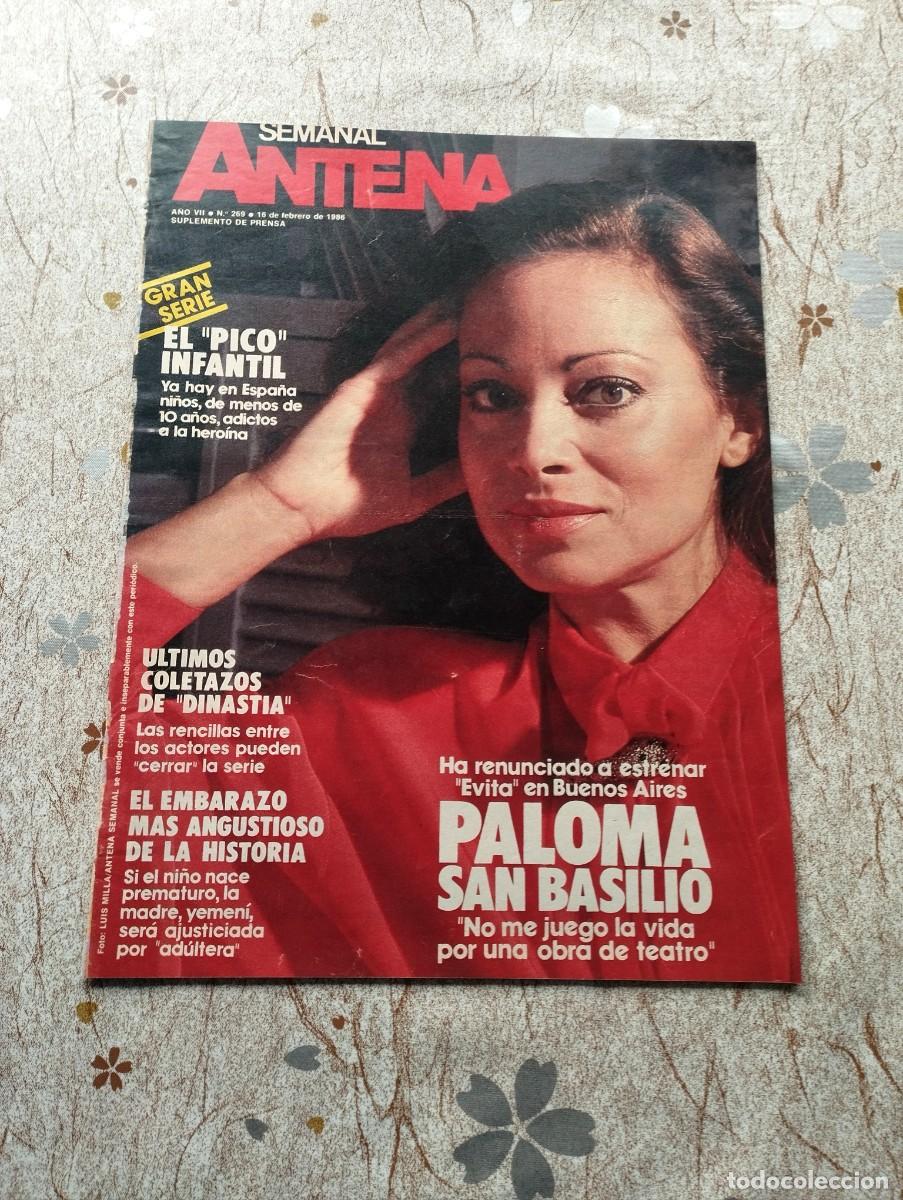 SEMANAL
ANTENA
AÑO VII • N.º 269 • 16 de febrero de 1986
SUPLEMENTO DE PRENSA
GRAN
SERIE
EL "PICO"
INFANTIL
Ya hay en España
niños, de menos de
10 años, adictos
a la heroína
ULTIMOS
COLETAZOS
DE "DINASTIA"
Las rencillas entre
los actores pueden
"cerrar" la serie
EL EMBARAZO
MAS ANGUSTIOSO
DE LA HISTORIA
Si el niño nace
prematuro, la
madre, yemení,
será ajusticiada
por "adúltera"
Ha renunciado a estrenar
"Evita" en Buenos Aires
PALOMA
SAN BASILIO
"No me juego la vida
por una obra de teatro"
Foto: LUIS MILLA/ANTENA SEMANAL se vende conjunta e inseparablemente con este periódico.
todocoleccion